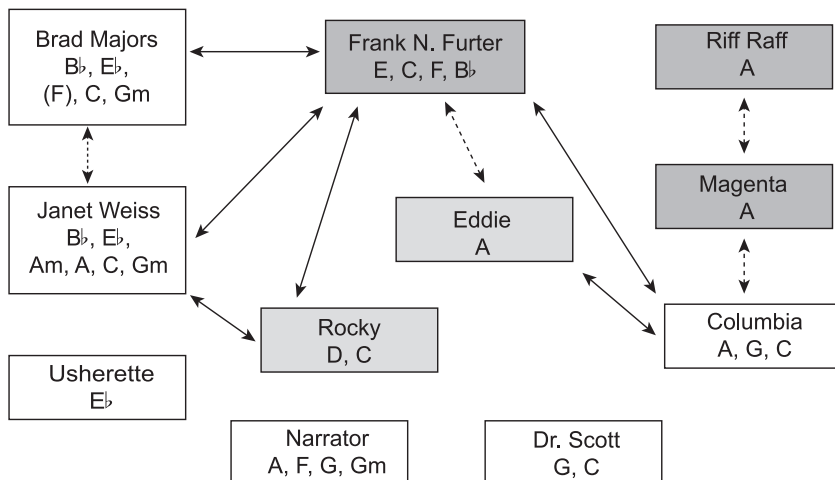 Brad Majors
B♭, E♭,
(F), C, Gm
Frank N. Furter
E, C, F, B♭
Riff Raff
A
Janet Weiss
B♭, E♭,
Am, A, C, Gm
Eddie
A
Magenta
A
Rocky
D, C
Columbia
A, G, C
Usherette
E♭
Narrator
A, F, G, Gm
Dr. Scott
G, C